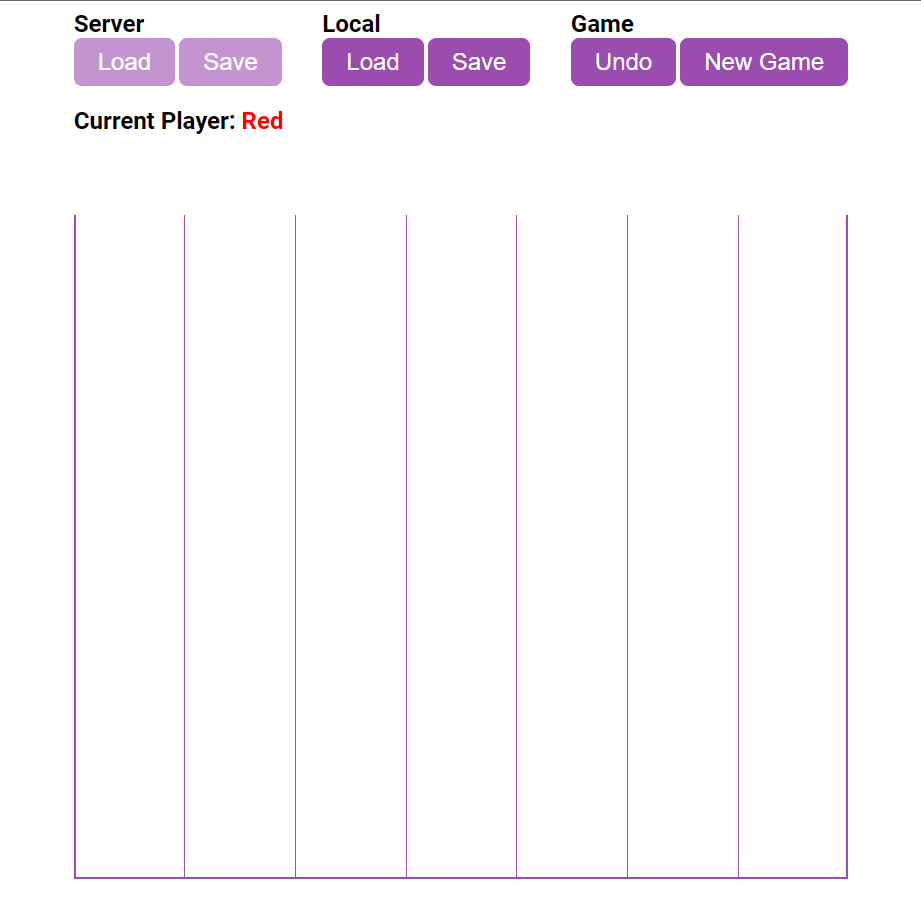 Server Local Game
Load Save Load Save Undo New Game
Current Player: Red